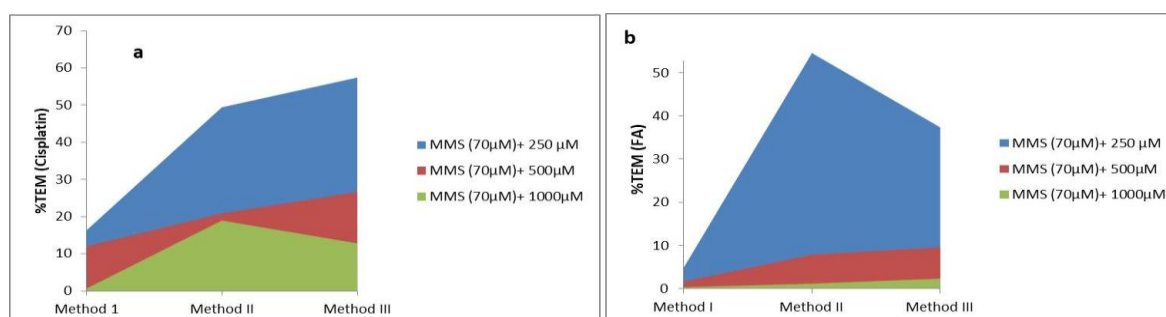 a
%TEM (Cisplatin)
70
60
50
40
30
20
10
0
Method 1 Method II Method III
MMS (70µM)+ 250 µM
MMS (70µM)+ 500µM
MMS (70µM)+ 1000µM
b
%TEM (FA)
50
40
30
20
10
0
Method I Method II Method III
MMS (70µM)+ 250 µM
MMS (70µM)+ 500µM
MMS (70µM)+ 1000µM